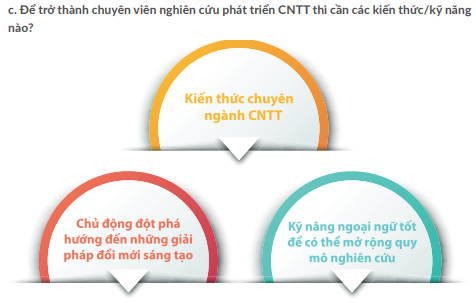 c. Để trở thành chuyên viên nghiên cứu phát triển CNTT thì cần các kiến thức/kỹ năng
nào?
Kiến thức chuyên
ngành CNTT
Chủ động đột phá
hướng đến những giải
pháp đổi mới sáng tạo
Kỹ năng ngoại ngữ tốt
để có thể mở rộng quy
mô nghiên cứu